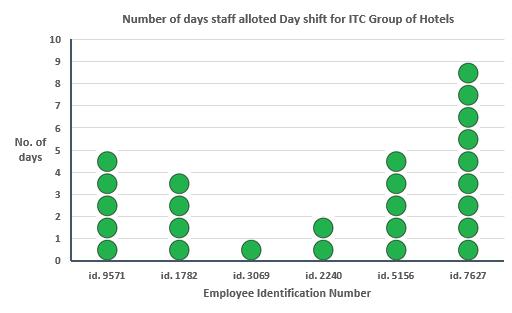 Number of days staff alloted Day shift for ITC Group of Hotels
10
9
8
7
6
5
4
3
2
1
0
No. of
days
id. 9571 id. 1782 id. 3069 id. 2240 id. 5156 id. 7627
Employee Identification Number